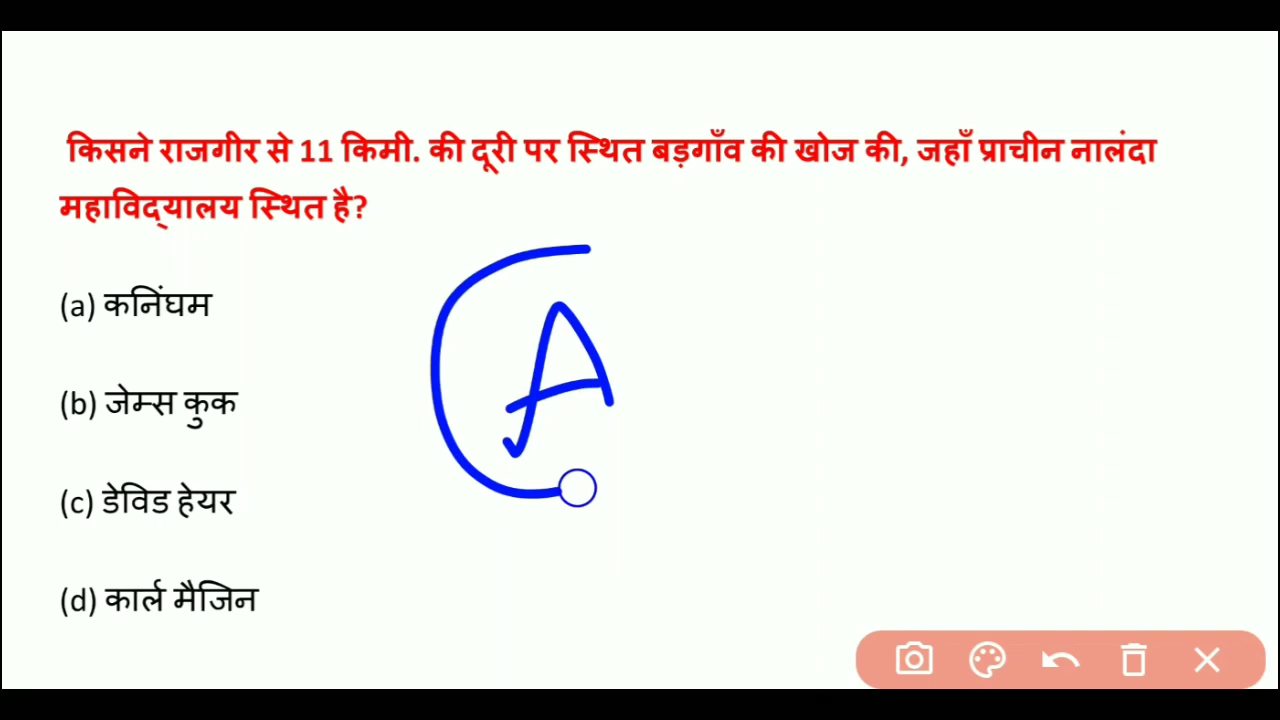 किसने राजगीर से 11 किमी. की दूरी पर स्थित बड़गाँव की खोज की, जहाँ प्राचीन नालंदा
महाविद्यालय स्थित है?
(a) कनिंघम
A
(b) जेम्स कुक
(c) डेविड हेयर
(d) कार्ल मैजिन